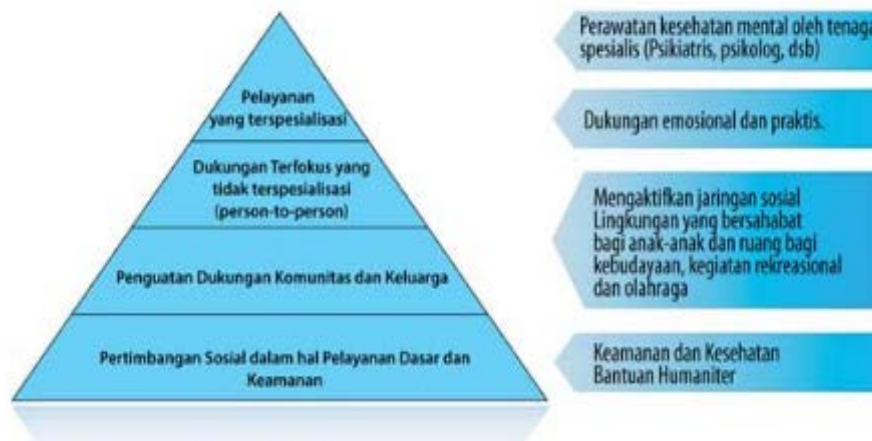 Pelayanan
yang terspesialisasi
Dukungan Terfokus yang
tidak terspesialisasi
(person-to-person)
Penguatan Dukungan Komunitas dan Keluarga
Pertimbangan Sosial dalam hal Pelayanan Dasar dan
Keamanan
Perawatan kesehatan mental oleh tenaga
spesialis (Psikiatris, psikolog, dsb)
Dukungan emosional dan praktis.
Mengaktifkan jaringan sosial
Lingkungan yang bersahabat
bagi anak-anak dan ruang bagi
kebudayaan, kegiatan rekreasional
dan olahraga
Keamanan dan Kesehatan
Bantuan Humaniter